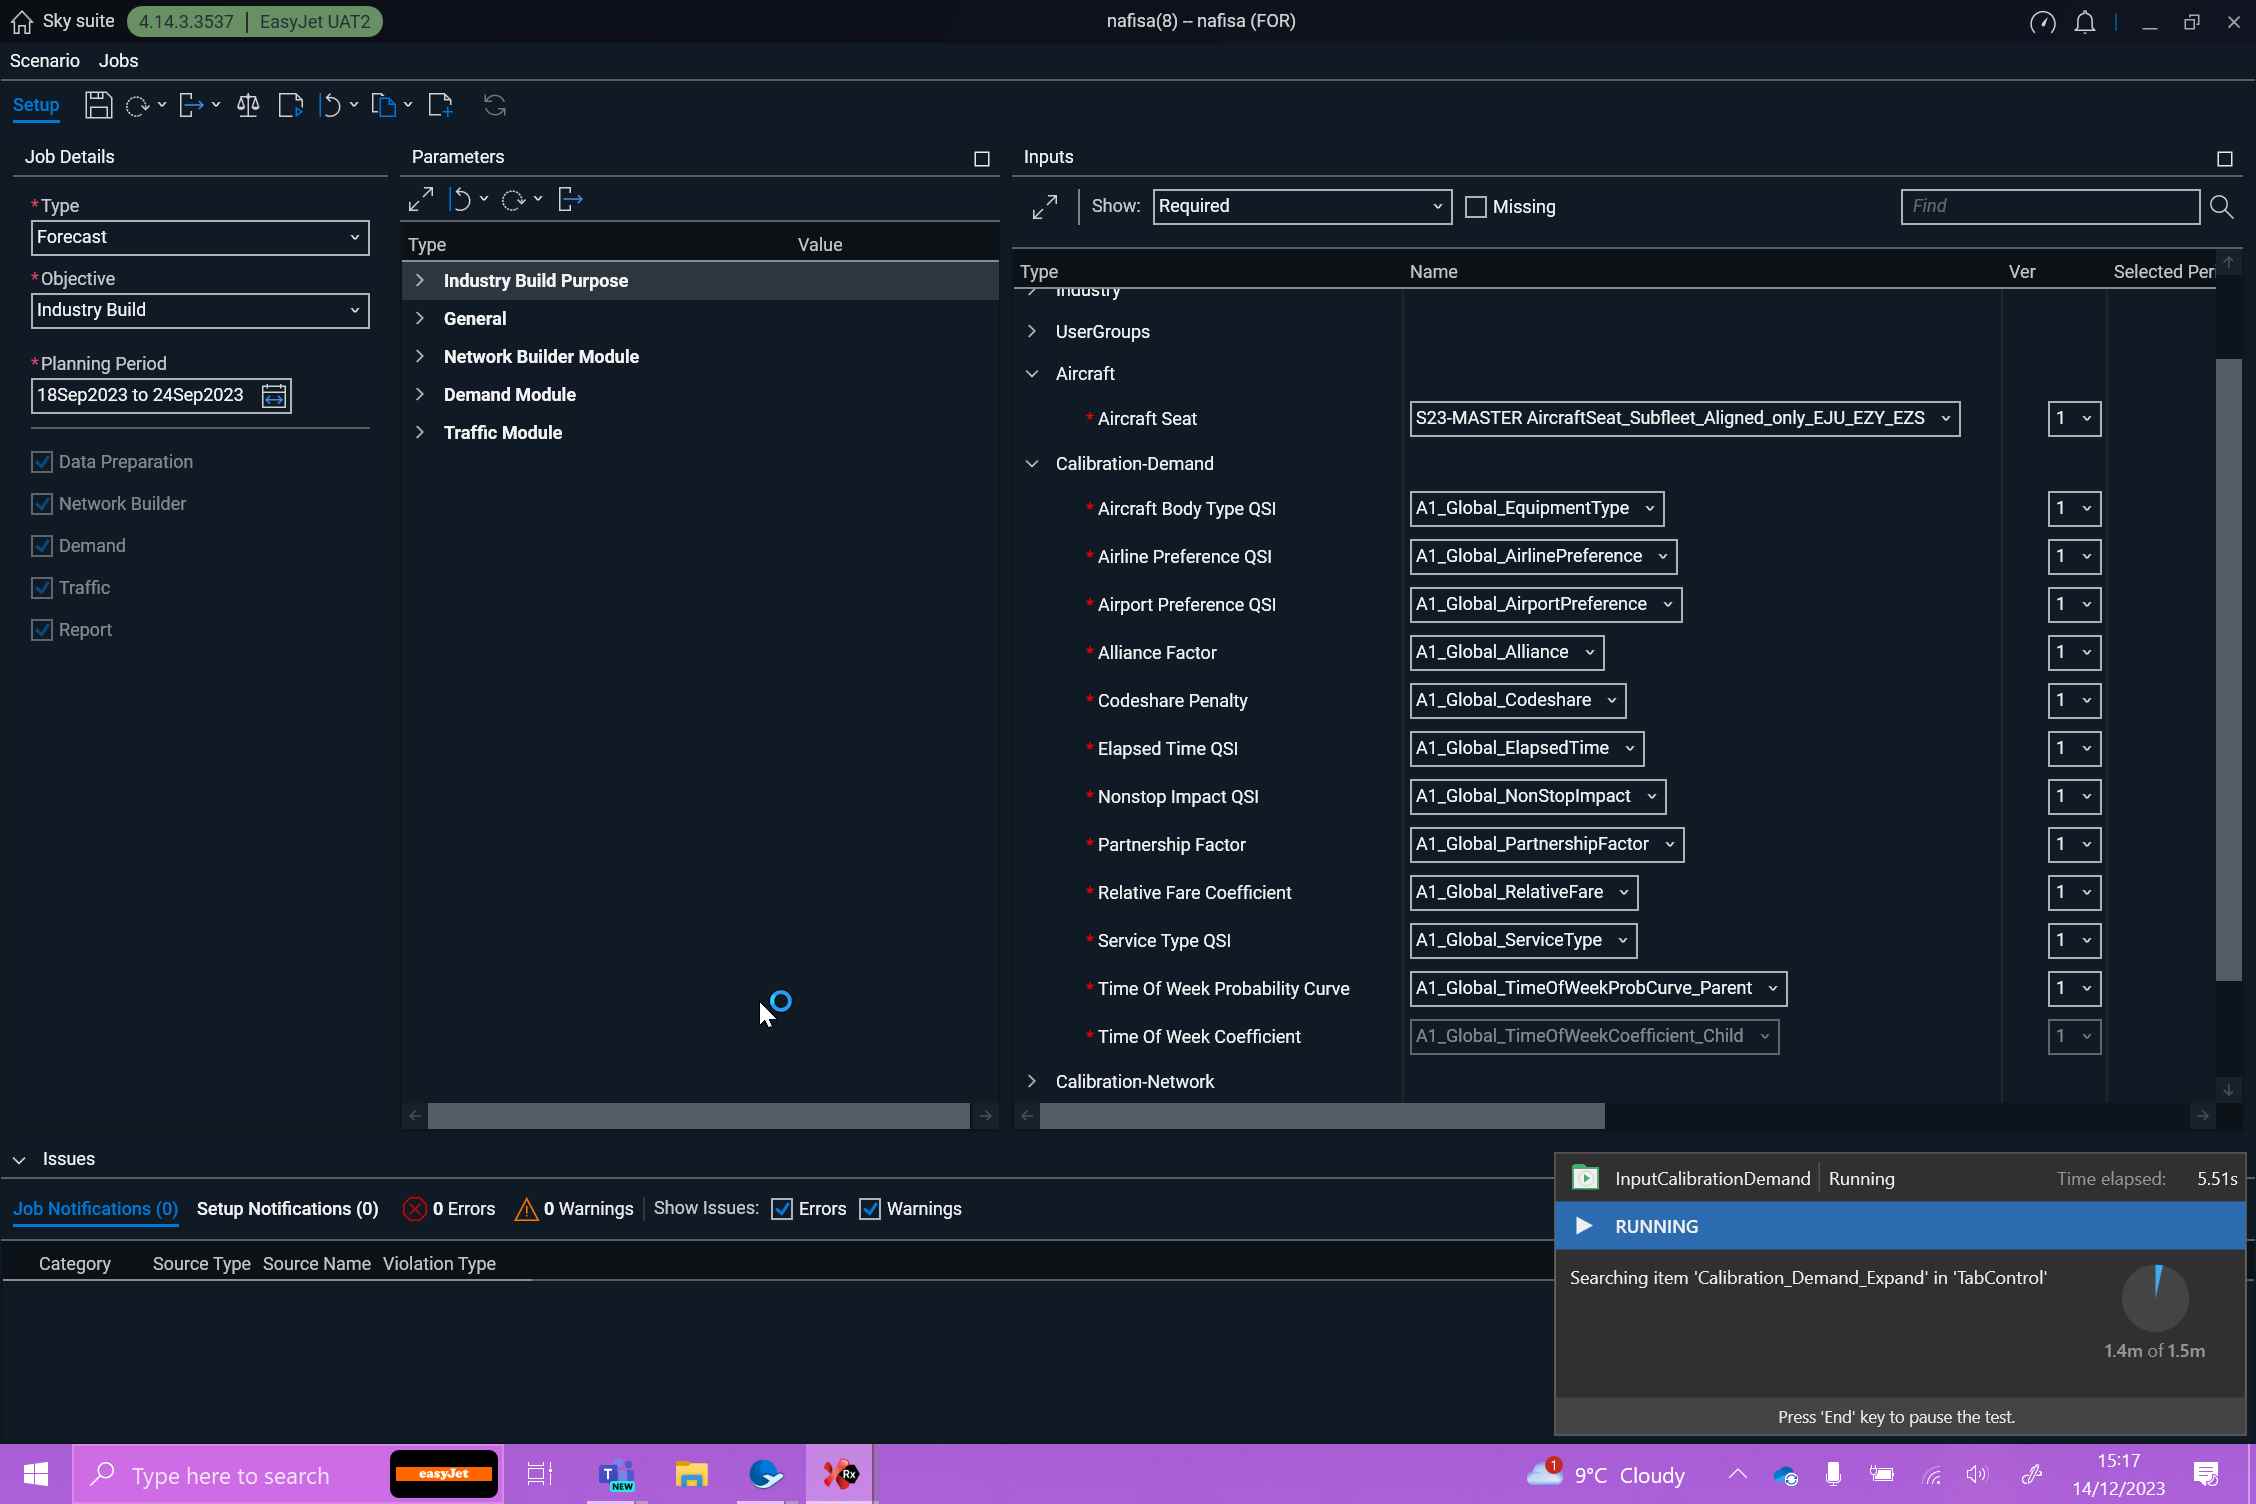 Sky suite 4.14.3.3537 | EasyJet UAT2 nafisa(8) – nafisa (FOR)
Scenario Jobs
Setup
Job Details
*Type
Forecast
*Objective
Industry Build
*Planning Period
18Sep2023 to 24Sep2023
Data Preparation
Network Builder
Demand
Traffic
Report
Parameters
Type Value
Industry Build Purpose
General
Network Builder Module
Demand Module
Traffic Module
Inputs
Show: Required Missing Find
Type Name Ver Selected Per
Industry
UserGroups
Aircraft
* Aircraft Seat S23-MASTER AircraftSeat_Subfleet_Aligned_only_EJU_EZY_EZS 1
Calibration-Demand
* Aircraft Body Type QSI A1_Global_EquipmentType 1
* Airline Preference QSI A1_Global_AirlinePreference 1
* Airport Preference QSI A1_Global_AirportPreference 1
* Alliance Factor A1_Global_Alliance 1
* Codeshare Penalty A1_Global_Codeshare 1
* Elapsed Time QSI A1_Global_ElapsedTime 1
* Nonstop Impact QSI A1_Global_NonStopImpact 1
* Partnership Factor A1_Global_PartnershipFactor 1
* Relative Fare Coefficient A1_Global_RelativeFare 1
* Service Type QSI A1_Global_ServiceType 1
* Time Of Week Probability Curve A1_Global_TimeOfWeekProbCurve_Parent 1
* Time Of Week Coefficient A1_Global_TimeOfWeekCoefficient_Child 1
Calibration-Network
Issues
Job Notifications (0) Setup Notifications (0) 0 Errors 0 Warnings Show Issues: Errors Warnings
Category Source Type Source Name Violation Type
InputCalibrationDemand Running Time elapsed: 5.51s
RUNNING
Searching item 'Calibration_Demand_Expand' in 'TabControl'
1.4m of 1.5m
Press 'End' key to pause the test.
Type here to search easyJet T NEW Rx 1 9°C Cloudy
15:17
14/12/2023